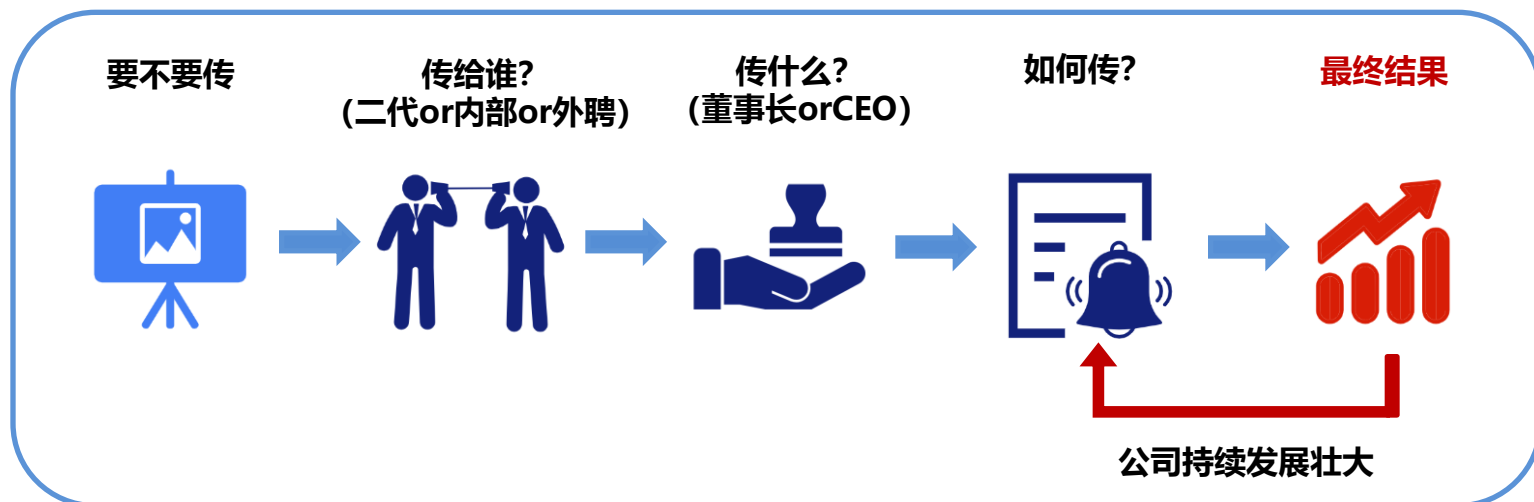 要不要传
传给�？
（二代or内部or外聘）
传什么？
（董事长orCEO）
如何传？
最终结果
公司持续发展壮大